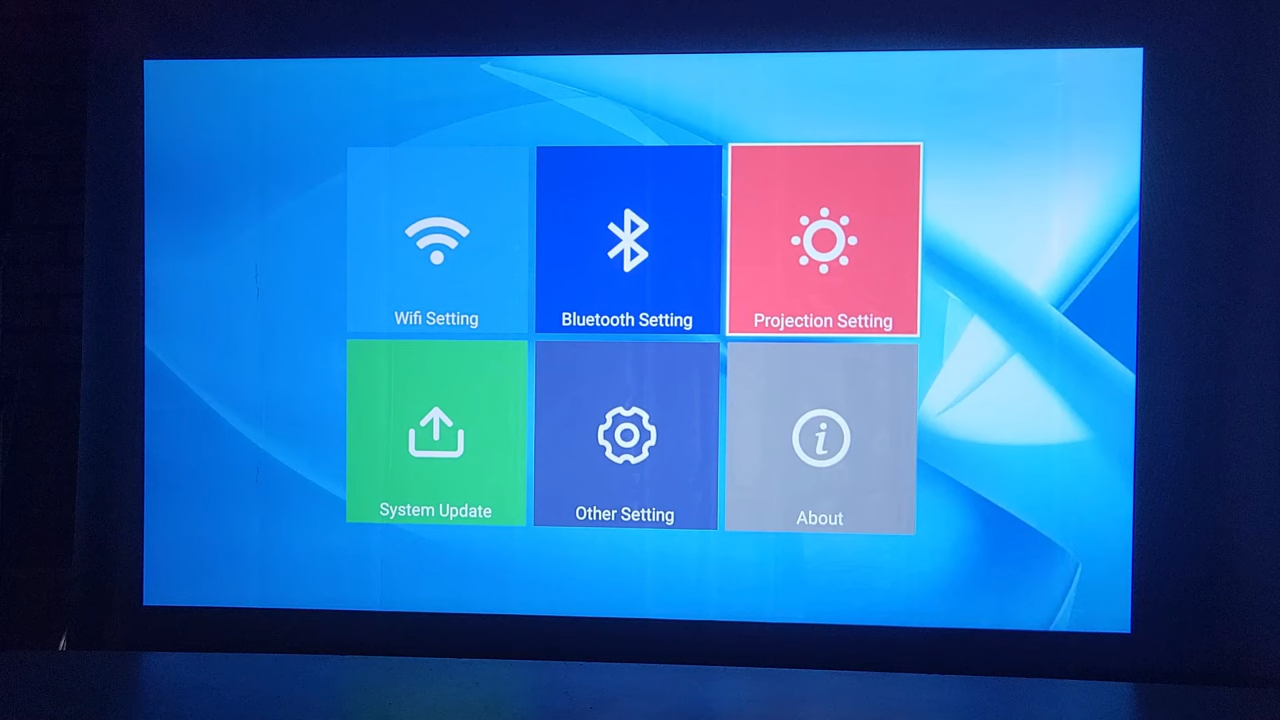 Wifi Setting
Bluetooth Setting
Projection Setting
System Update
Other Setting
About